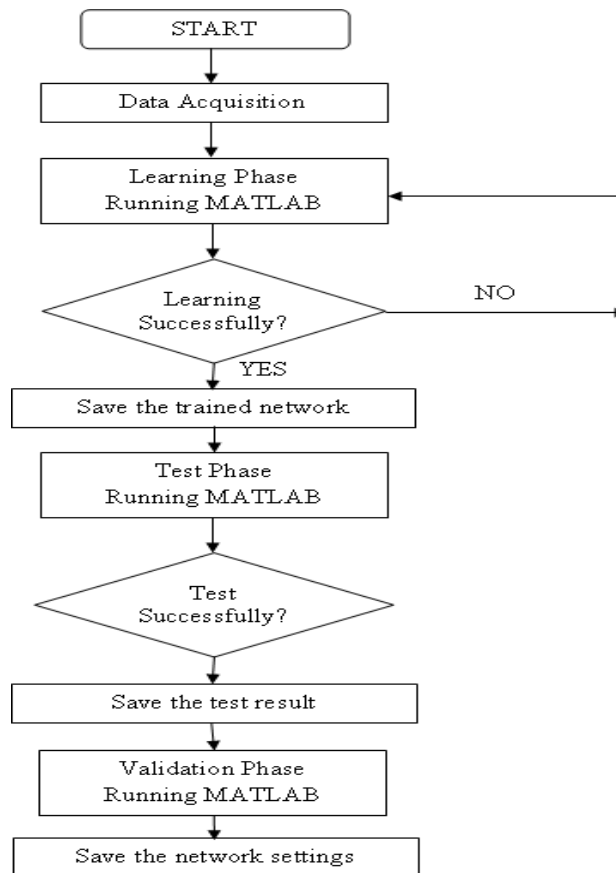 START
Data Acquisition
Learning Phase
Running MATLAB
Learning
Successfully?
NO
YES
Save the trained network
Test Phase
Running MATLAB
Test
Successfully?
Save the test result
Validation Phase
Running MATLAB
Save the network settings